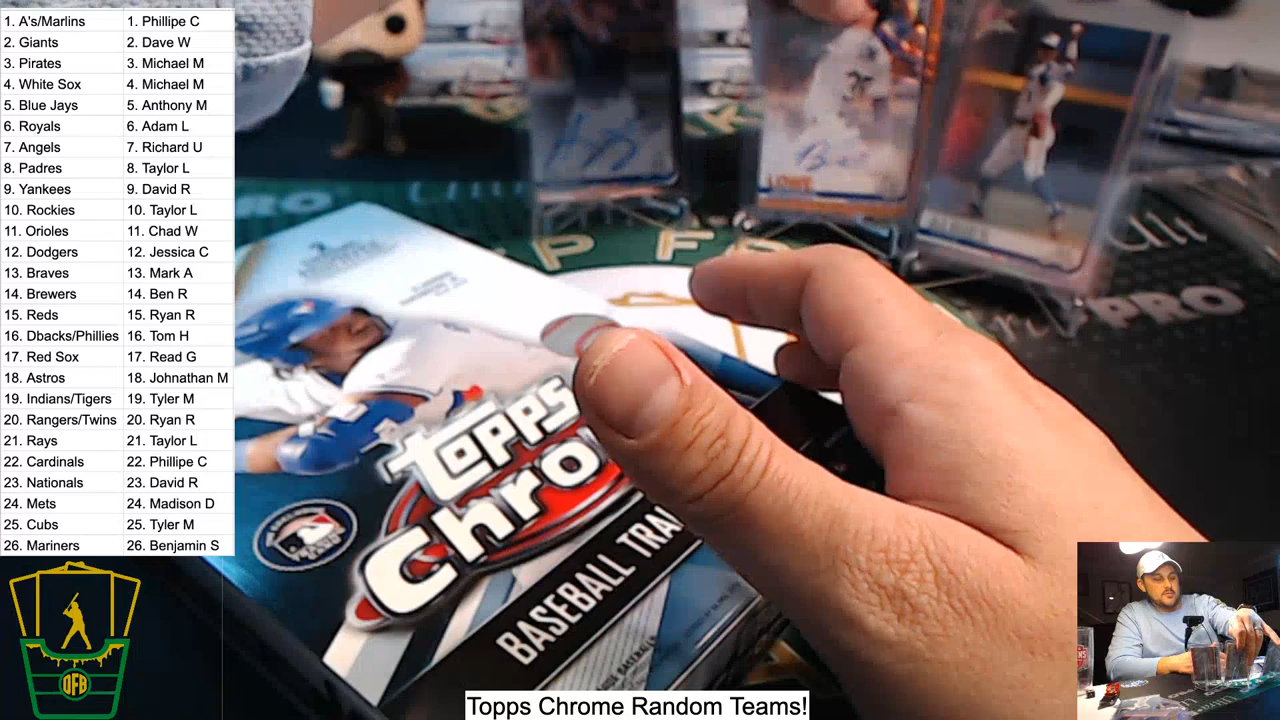 1. A's/Marlins 1. Phillipe C
2. Giants 2. Dave W
3. Pirates 3. Michael M
4. White Sox 4. Michael M
5. Blue Jays 5. Anthony M
6. Royals 6. Adam L
7. Angels 7. Richard U
8. Padres 8. Taylor L
9. Yankees 9. David R
10. Rockies 10. Taylor L
11. Orioles 11. Chad W
12. Dodgers 12. Jessica C
13. Braves 13. Mark A
14. Brewers 14. Ben R
15. Reds 15. Ryan R
16. Dbacks/Phillies 16. Tom H
17. Red Sox 17. Read G
18. Astros 18. Johnathan M
19. Indians/Tigers 19. Tyler M
20. Rangers/Twins 20. Ryan R
21. Rays 21. Taylor L
22. Cardinals 22. Phillipe C
23. Nationals 23. David R
24. Mets 24. Madison D
25. Cubs 25. Tyler M
26. Mariners 26. Benjamin S
LOWE
PRO
PRO
TOPPS
Chro
BASEBALL TRA
OFB
Topps Chrome Random Teams!